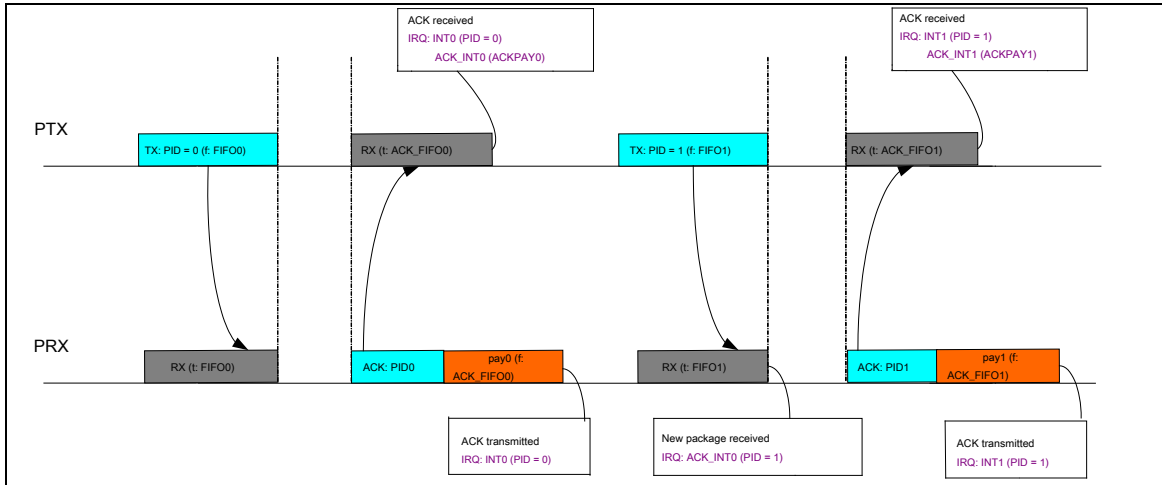 ACK received
IRQ: INT0 (PID = 0)
ACK_INT0 (ACKPAY0)
ACK received
IRQ: INT1 (PID = 1)
ACK_INT1 (ACKPAY1)
PTX
TX: PID = 0 (f: FIFO0)
RX (t: ACK_FIFO0)
TX: PID = 1 (f: FIFO1)
RX (t: ACK_FIFO1)
PRX
RX (t: FIFO0)
ACK: PID0
pay0 (f:
ACK_FIFO0)
RX (t: FIFO1)
ACK: PID1
pay1 (f:
ACK_FIFO1)
ACK transmitted
IRQ: INT0 (PID = 0)
New package received
IRQ: ACK_INT0 (PID = 1)
ACK transmitted
IRQ: INT1 (PID = 1)